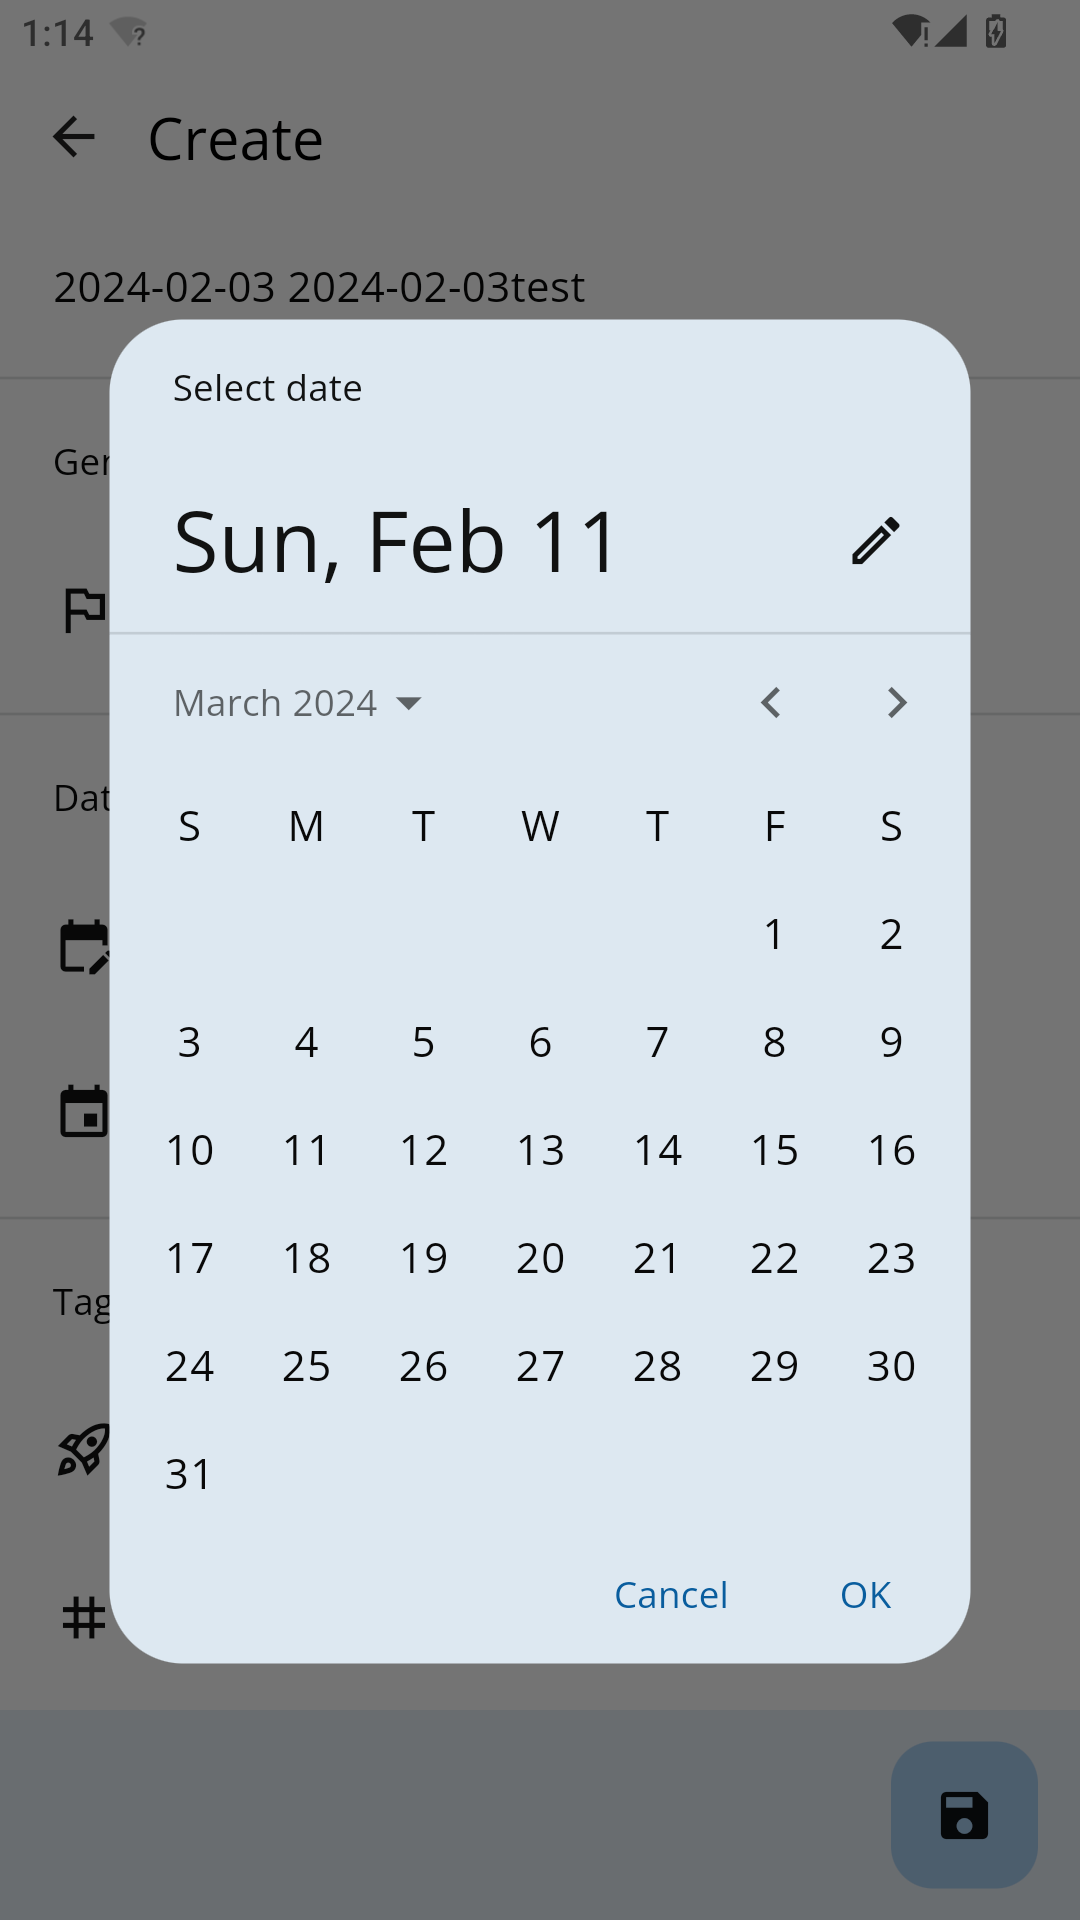 1:14
Create
2024-02-03 2024-02-03test
Select date
Sun, Feb 11
March 2024
S M T W T F S
1 2
3 4 5 6 7 8 9
10 11 12 13 14 15 16
17 18 19 20 21 22 23
24 25 26 27 28 29 30
31
Cancel OK